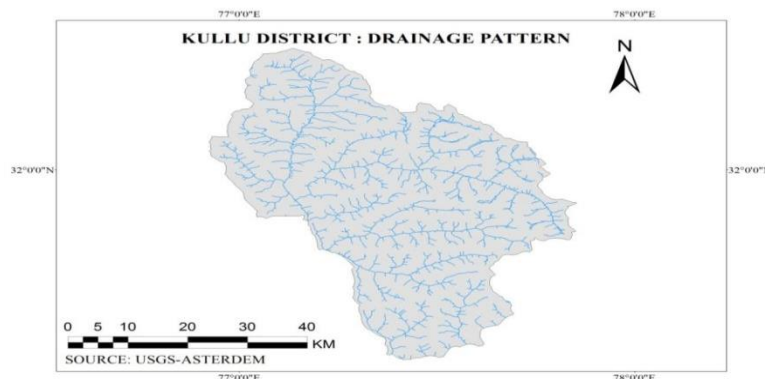 77°0'0"E 78°0'0"E
KULLU DISTRICT : DRAINAGE PATTERN
N
32°0'0"N 32°0'0"N
0 5 10 20 30 40
KM
SOURCE: USGS-ASTERDEM
77°0'0"E 78°0'0"E